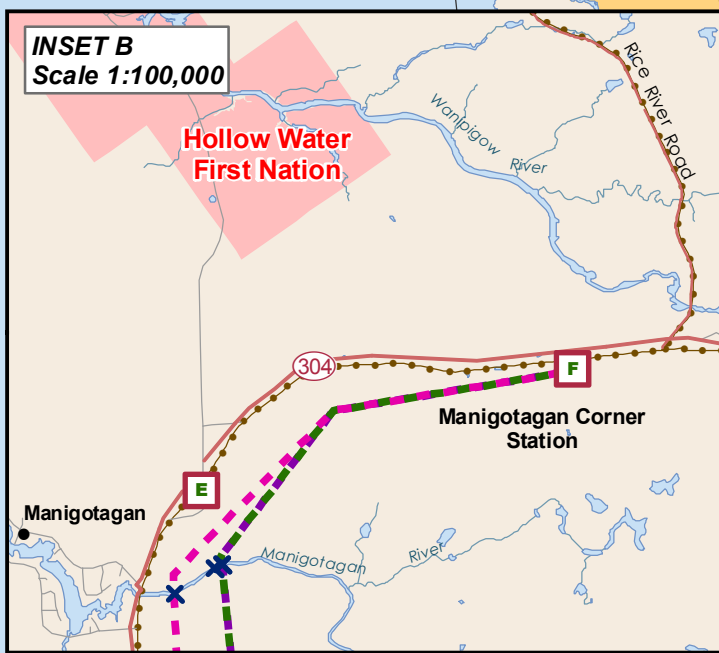 INSET B
Scale 1:100,000
Hollow Water
First Nation
Wanipigow
River
Rice River Road
304
F
Manigotagan Corner
Station
E
Manigotagan
Manigotagan
River